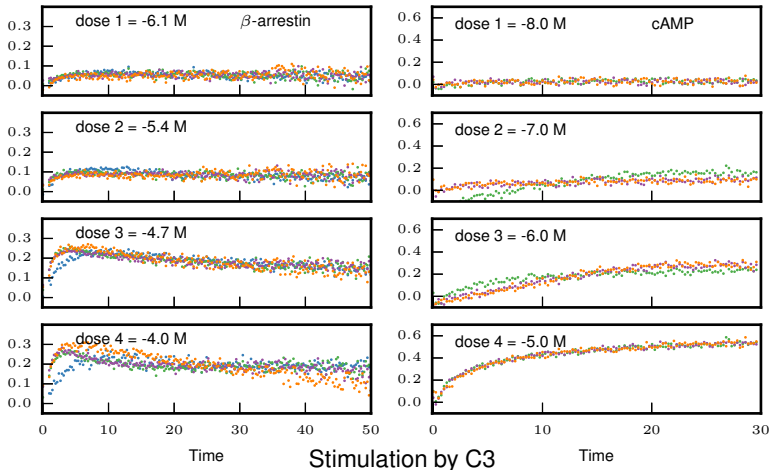 dose 1 = -6.1 M β-arrestin
0.3
0.2
0.1
0.0
dose 2 = -5.4 M
0.3
0.2
0.1
0.0
dose 3 = -4.7 M
0.3
0.2
0.1
0.0
dose 4 = -4.0 M
0.3
0.2
0.1
0.0
0 10 20 30 40 50
Time
dose 1 = -8.0 M cAMP
0.6
0.4
0.2
0.0
dose 2 = -7.0 M
0.6
0.4
0.2
0.0
dose 3 = -6.0 M
0.6
0.4
0.2
0.0
dose 4 = -5.0 M
0.6
0.4
0.2
0.0
0 10 20 30
Time
Stimulation by C3